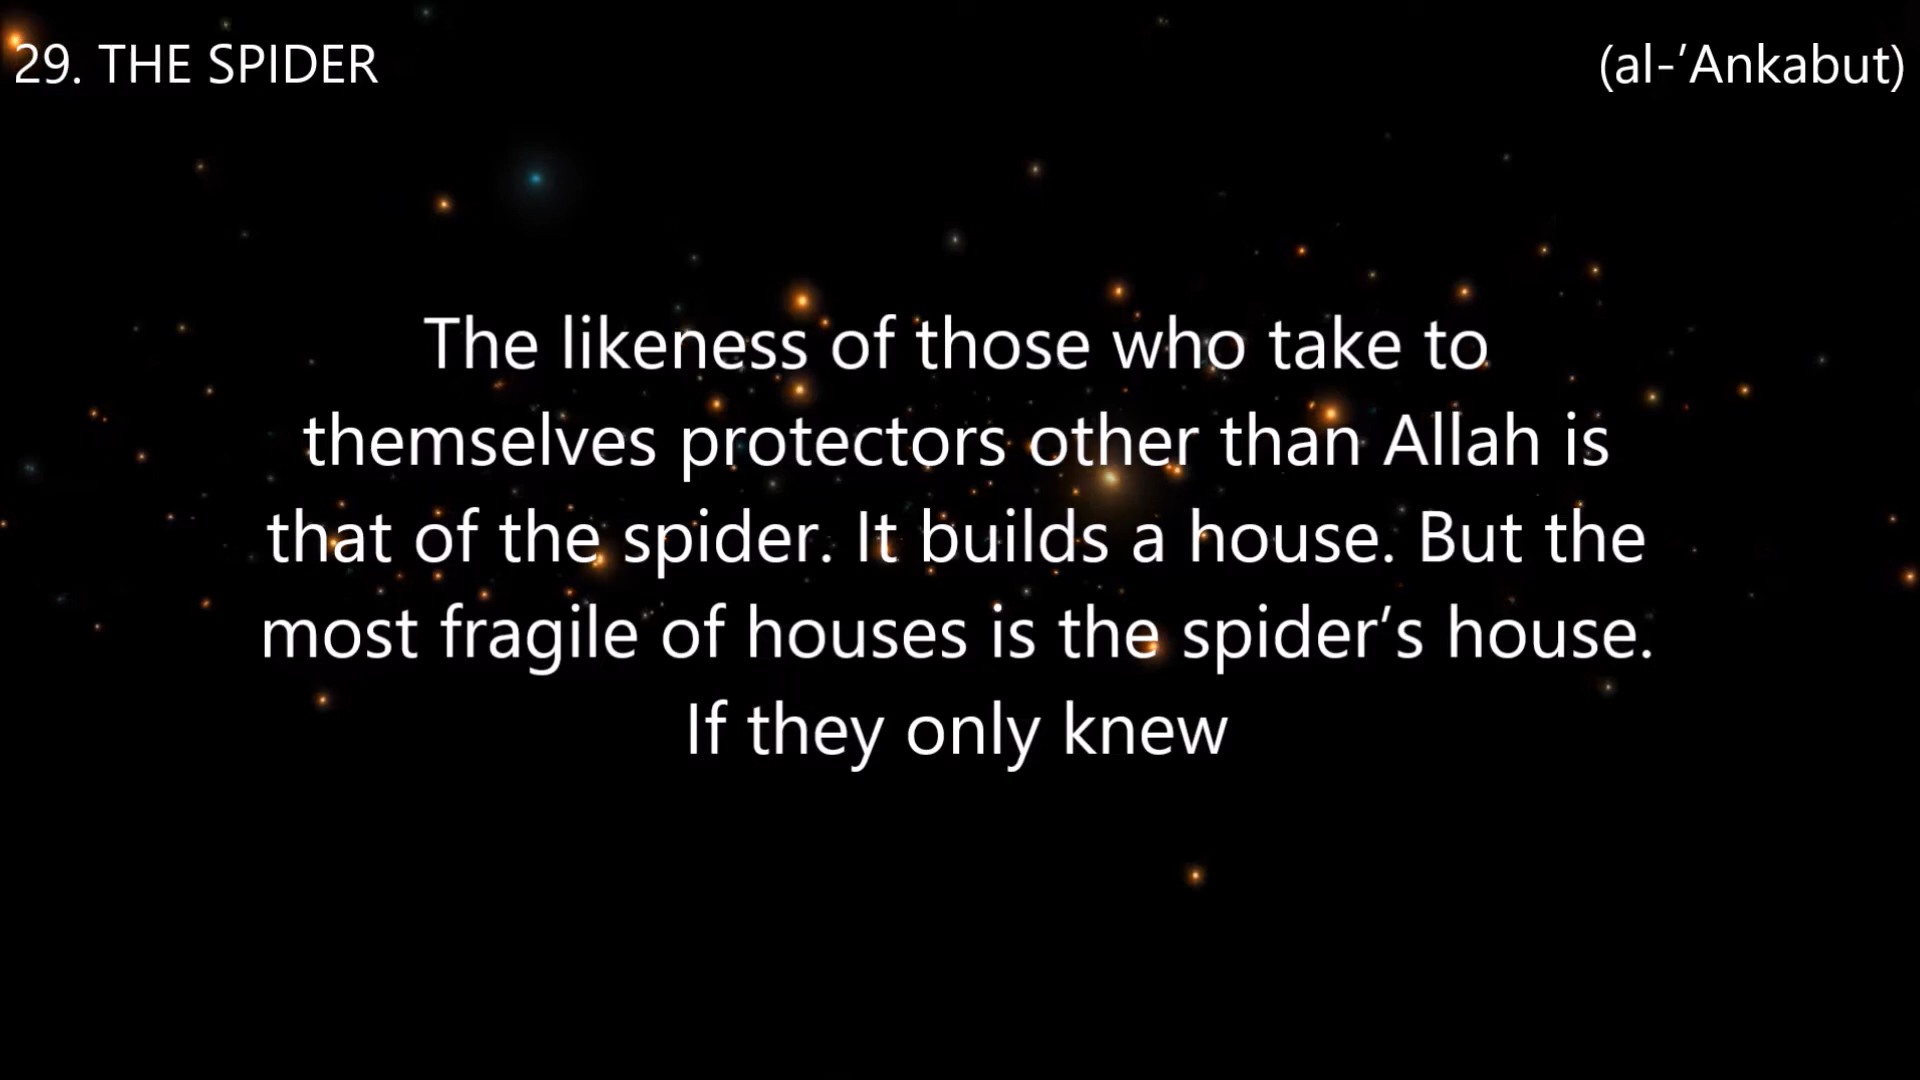 29. THE SPIDER
(al-’Ankabut)
The likeness of those who take to
themselves protectors other than Allah is
that of the spider. It builds a house. But the
most fragile of houses is the spider’s house.
If they only knew